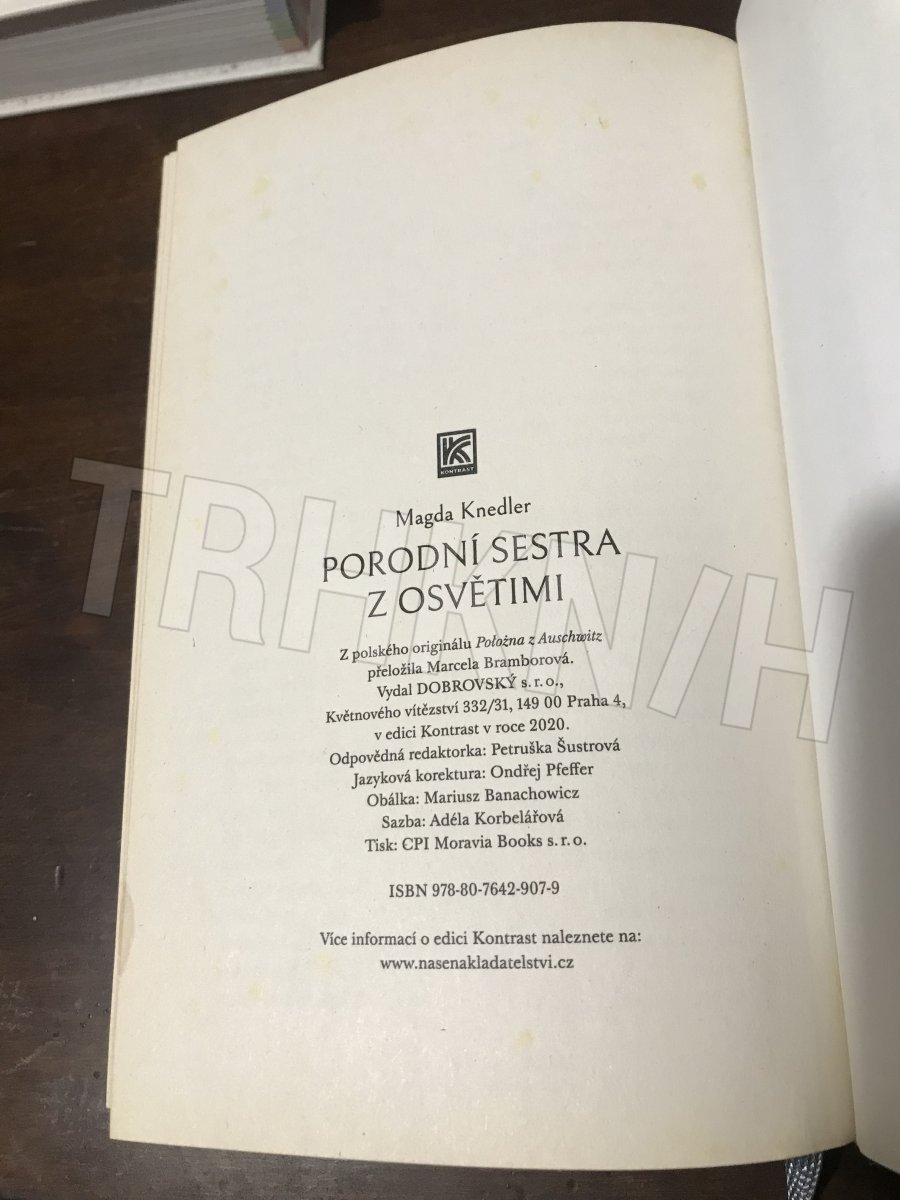 KONTRAST
Magda Knedler
PORODNÍ SESTRA
Z OSVĚTIMI
Z polského originálu Położna z Auschwitz
přeložila Marcela Bramborová.
Vydal DOBROVSKÝ s. r. o.,
Květnového vítězství 332/31, 149 00 Praha 4,
v edici Kontrast v roce 2020.
Odpovědná redaktorka: Petruška Šustrová
Jazyková korektura: Ondřej Pfeffer
Obálka: Mariusz Banachowicz
Sazba: Adéla Korbelářová
Tisk: CPI Moravia Books s. r. o.
ISBN 978-80-7642-907-9
Více informací o edici Kontrast naleznete na:
www.nasenakladatelstvi.cz
TRHKNIH